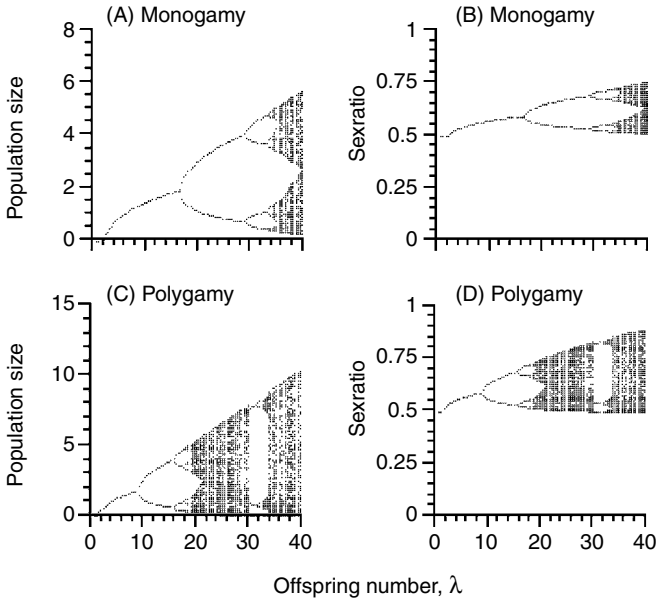 (A) Monogamy
(B) Monogamy
Population size
8
6
4
2
0
Sexratio
1
0.75
0.5
0.25
0
(C) Polygamy
(D) Polygamy
Population size
15
10
5
0
0 10 20 30 40
Sexratio
1
0.75
0.5
0.25
0
0 10 20 30 40
Offspring number, λ